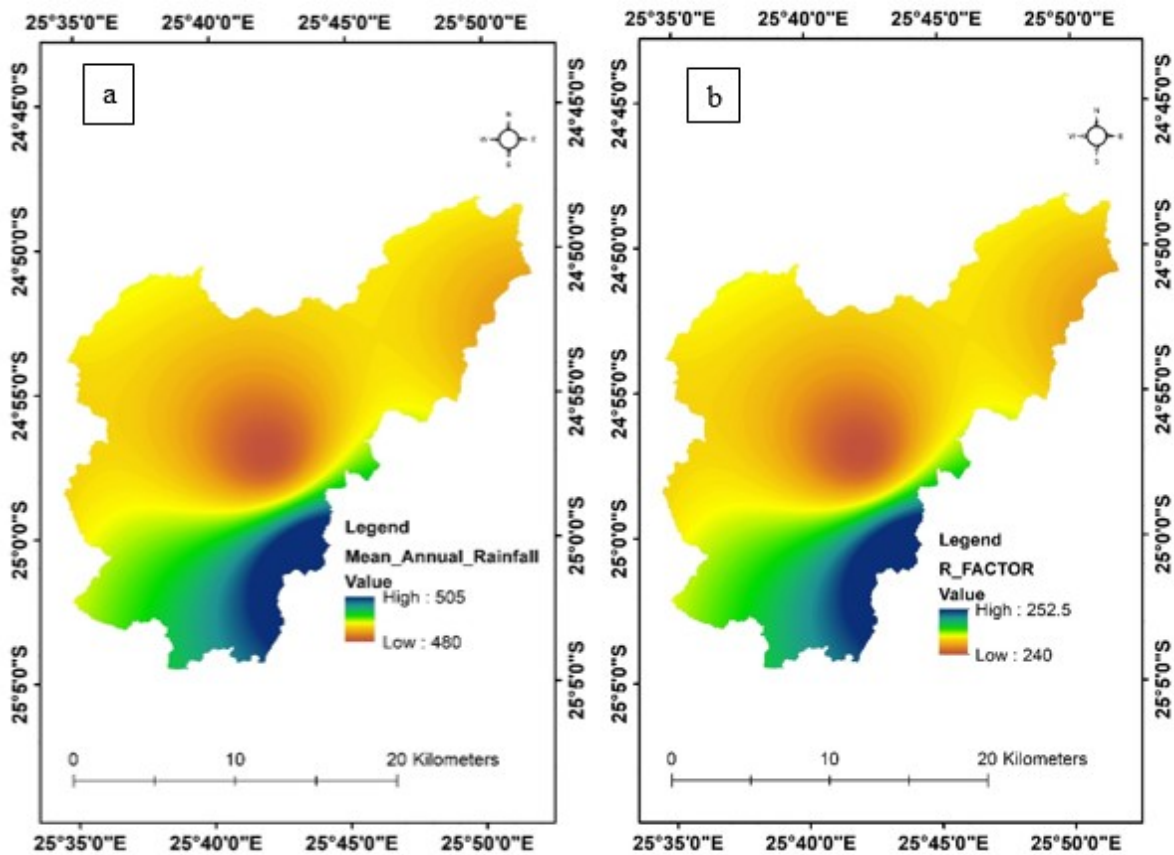 25°35'0"E 25°40'0"E 25°45'0"E 25°50'0"E
a
N
W E
S
24°45'0"S 24°50'0"S 24°55'0"S 25°0'0"S 25°5'0"S
24°45'0"S 24°50'0"S 24°55'0"S 25°0'0"S 25°5'0"S
Legend
Mean_Annual_Rainfall
Value
High : 505
Low : 480
0 10 20 Kilometers
25°35'0"E 25°40'0"E 25°45'0"E 25°50'0"E
25°35'0"E 25°40'0"E 25°45'0"E 25°50'0"E
b
N
W E
S
24°45'0"S 24°50'0"S 24°55'0"S 25°0'0"S 25°5'0"S
24°45'0"S 24°50'0"S 24°55'0"S 25°0'0"S 25°5'0"S
Legend
R_FACTOR
Value
High : 252.5
Low : 240
0 10 20 Kilometers
25°35'0"E 25°40'0"E 25°45'0"E 25°50'0"E